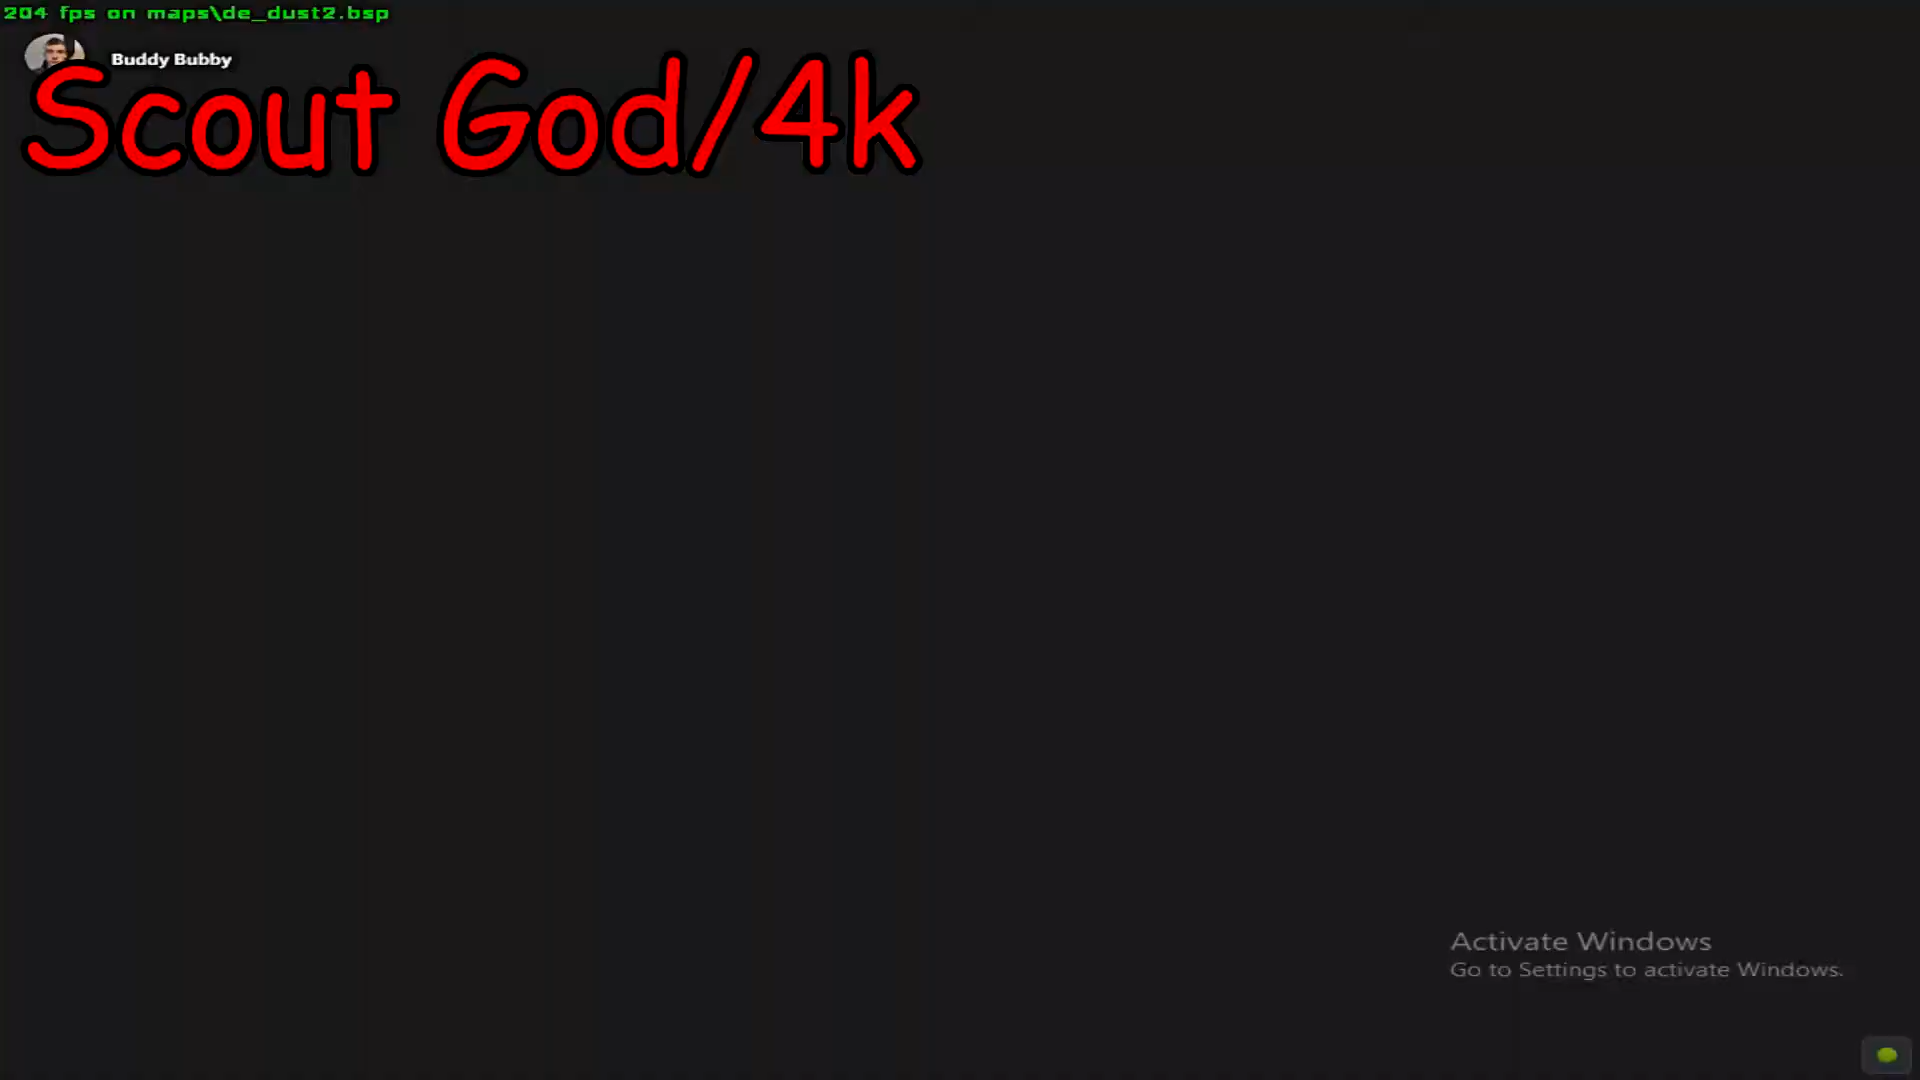 204 fps on maps\de_dust2.bsp
Buddy Bubby
Scout God/4k
Activate Windows
Go to Settings to activate Windows.